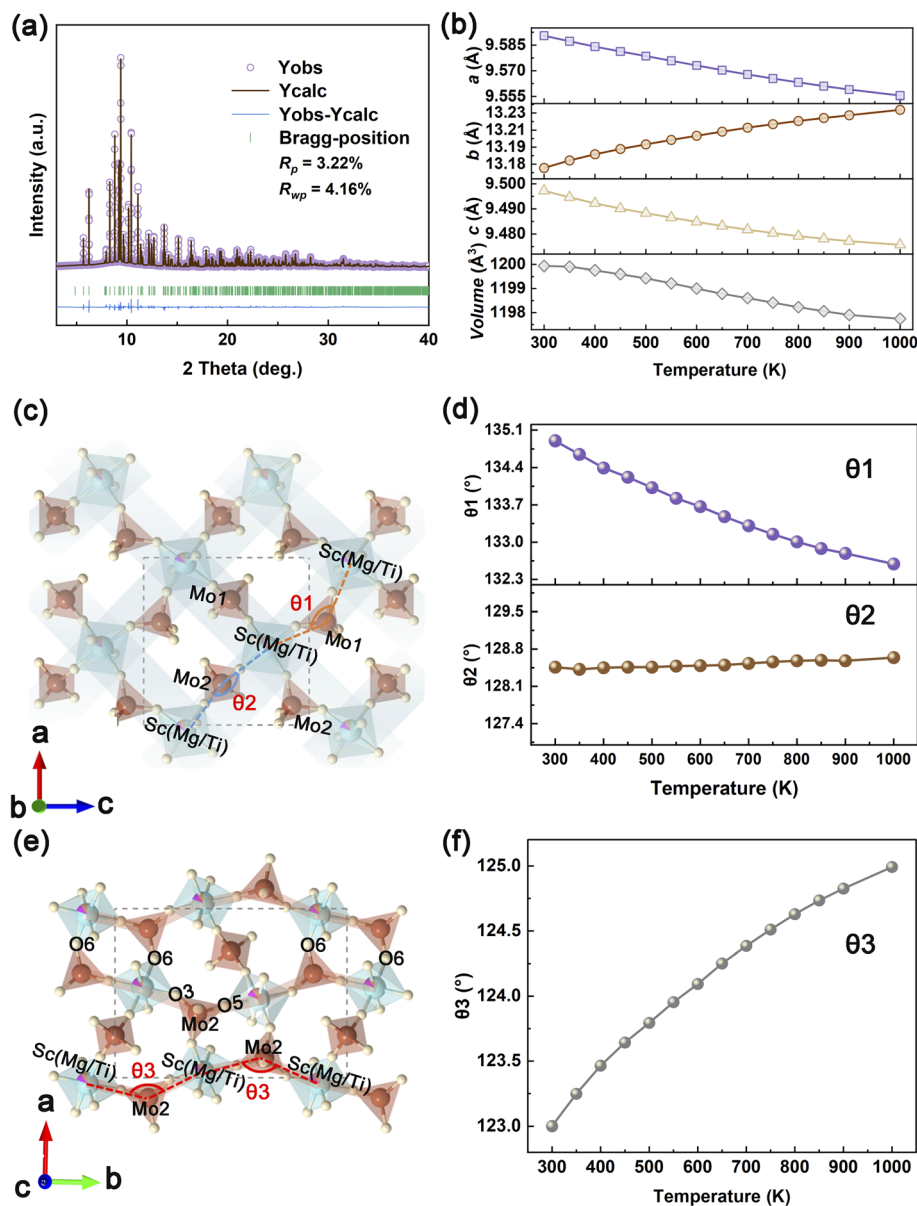 (a)
Intensity (a.u.)
Yobs
Ycalc
Yobs-Ycalc
Bragg-position
Rp = 3.22%
Rwp = 4.16%
10 20 30 40
2 Theta (deg.)
(b)
a (Å)
9.585
9.570
9.555
b (Å)
13.23
13.21
13.18
c (Å)
9.500
9.490
9.480
Volume (Å3)
1200
1199
1198
300 400 500 600 700 800 900 1000
Temperature (K)
(c)
Sc(Mg/Ti)
Mo1
θ1
Sc(Mg/Ti)
Mo1
Mo2
θ2
Sc(Mg/Ti)
Mo2
a
b
c
(d)
θ1 (°)
135.1
134.4
133.7
133.0
132.3
θ1
θ2 (°)
129.5
128.8
128.1
127.4
θ2
300 400 500 600 700 800 900 1000
Temperature (K)
(e)
O6 O6
O6 O6
O3
O5
Mo2
Mo2
Sc(Mg/Ti) Sc(Mg/Ti) Sc(Mg/Ti)
θ3
θ3
Mo2
a
c
b
(f)
θ3 (°)
125.0
124.5
124.0
123.5
123.0
θ3
300 400 500 600 700 800 900 1000
Temperature (K)